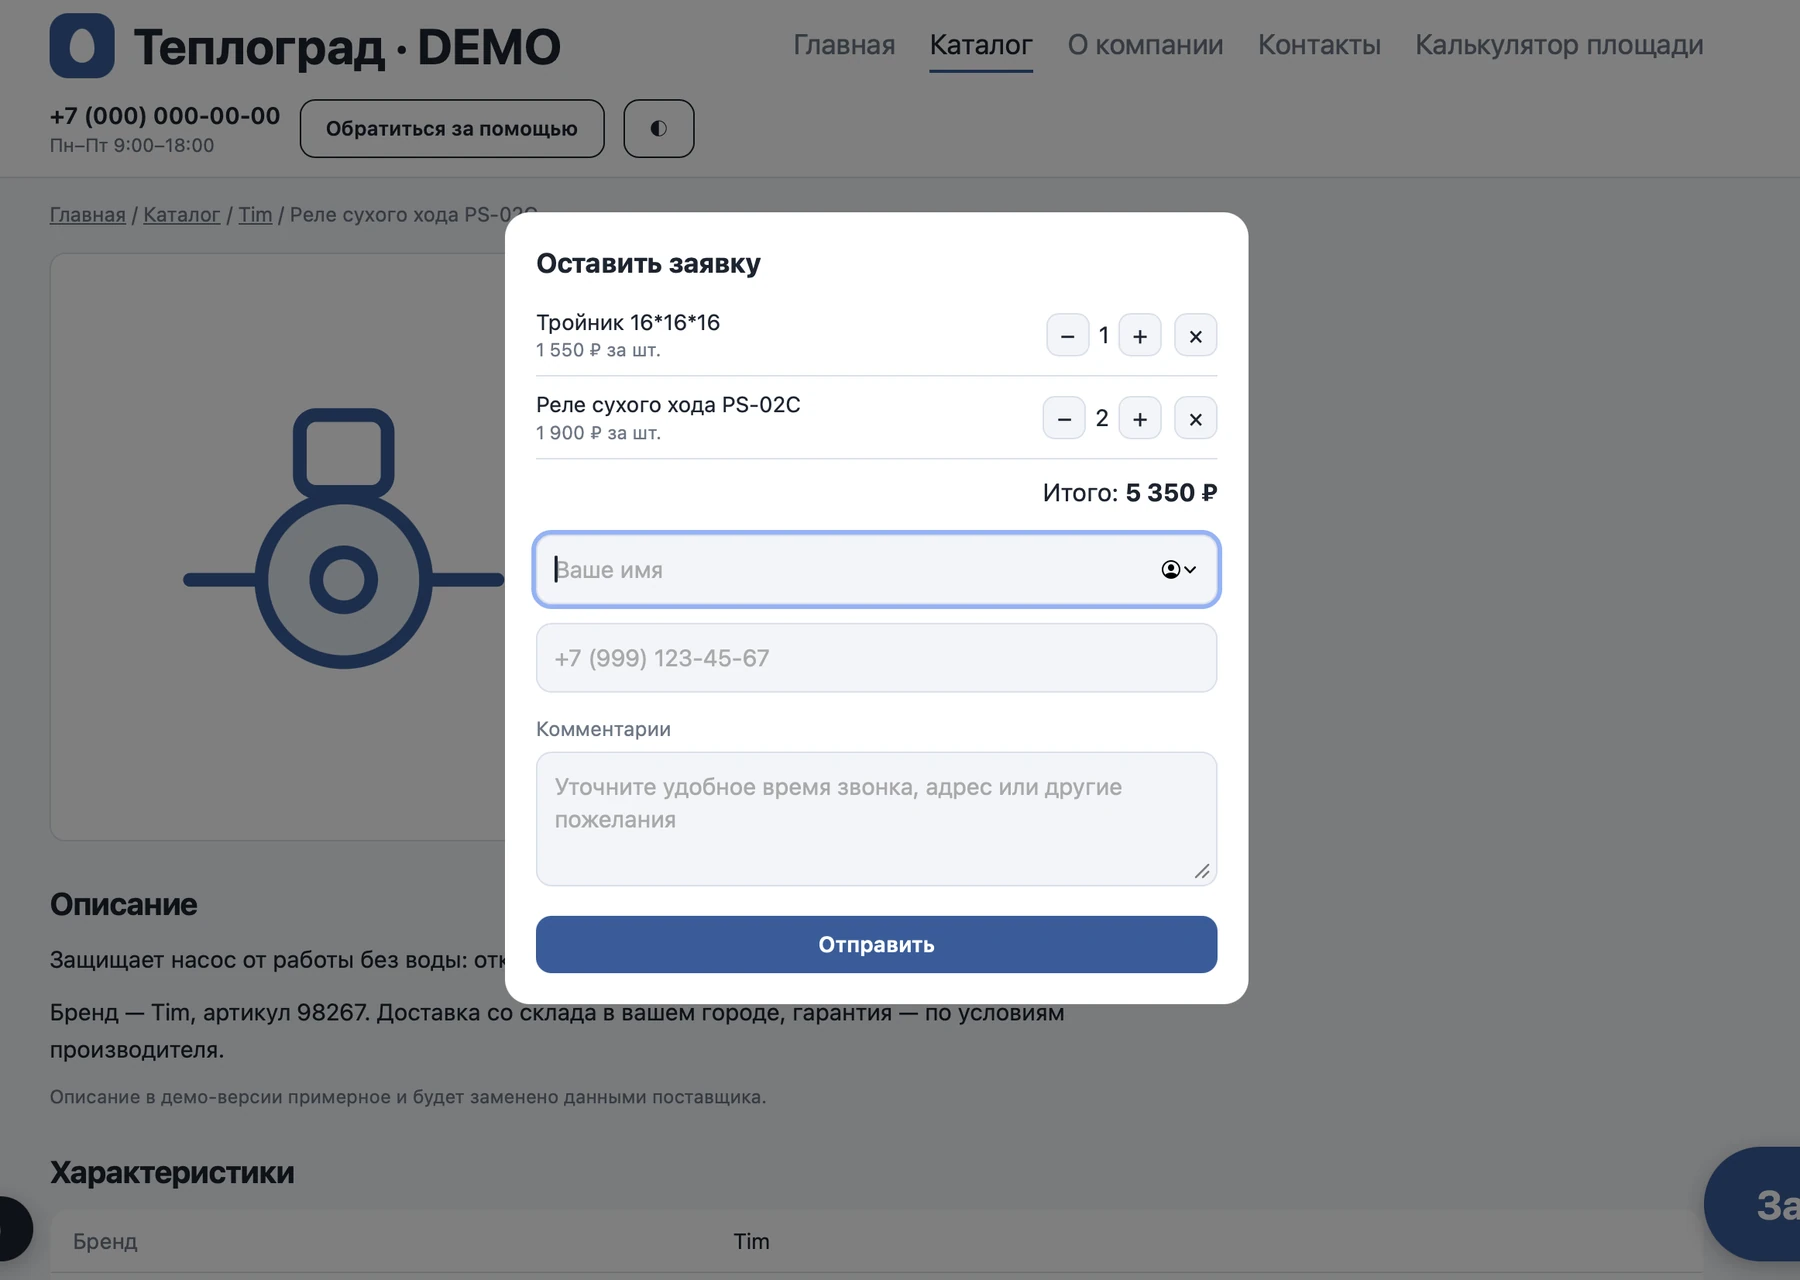 Теплоград · DEMO
Главная
Каталог
О компании
Контакты
Калькулятор площади
+7 (000) 000-00-00
Пн–Пт 9:00–18:00
Обратиться за помощью
Главная / Каталог / Tim / Реле сухого хода PS-02C
Оставить заявку
Тройник 16*16*16
1 550 ₽ за шт.
− 1 + ×
Реле сухого хода PS-02C
1 900 ₽ за шт.
− 2 + ×
Итого: 5 350 ₽
Ваше имя
+7 (999) 123-45-67
Комментарии
Уточните удобное время звонка, адрес или другие
пожелания
Отправить
Описание
Защищает насос от работы без воды:
Бренд — Tim, артикул 98267. Доставка со склада в вашем городе, гарантия — по условиям
производителя.
Описание в демо-версии примерное и будет заменено данными поставщика.
Характеристики
Бренд
Tim